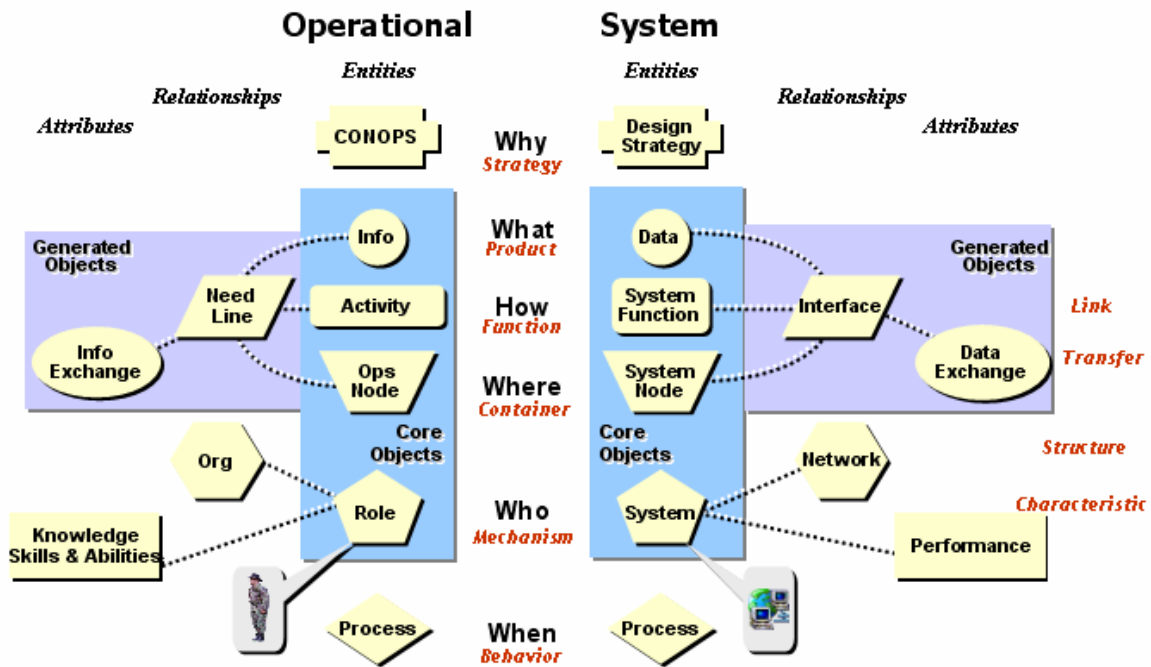 Operational
System
Entities
Entities
Relationships
Relationships
Attributes
Attributes
CONOPS
Why
Strategy
Design
Strategy
Generated
Objects
Info
What
Product
Data
Generated
Objects
Need
Line
Activity
How
Function
System
Function
Interface
Link
Info
Exchange
Ops
Node
Where
Container
System
Node
Data
Exchange
Transfer
Core
Objects
Core
Objects
Org
Network
Structure
Role
Who
Mechanism
System
Characteristic
Knowledge
Skills & Abilities
Performance
Process
When
Behavior
Process